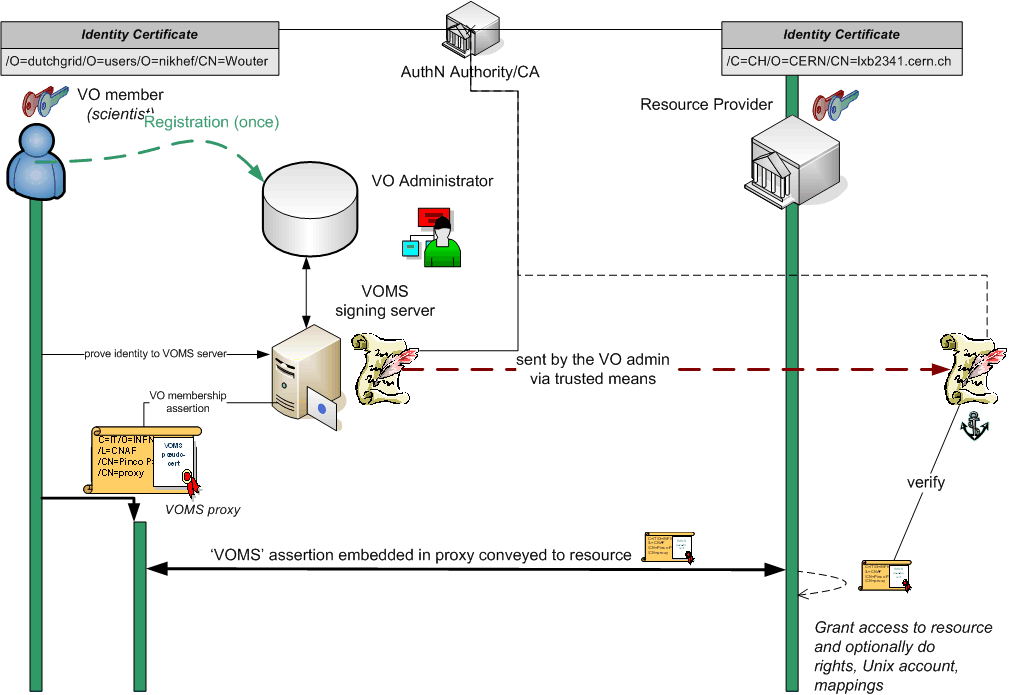 Identity Certificate
/O=dutchgrid/O=users/O=nikhef/CN=Wouter
AuthN Authority/CA
Identity Certificate
/C=CH/O=CERN/CN=lxb2341.cern.ch
VO member
(scientist)
Registration (once)
Resource Provider
VO Administrator
VOMS
signing server
prove identity to VOMS server
sent by the VO admin
via trusted means
VO membership
assertion
C=IT/O=INFN
/L=CNAF
/CN=Pinco P
/CN=proxy
VOMS
pseudo-
cert
VOMS proxy
verify
‘VOMS’ assertion embedded in proxy conveyed to resource
Grant access to resource
and optionally do
rights, Unix account,
mappings